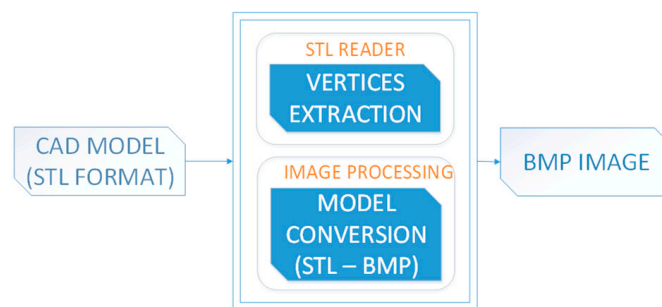 CAD MODEL
(STL FORMAT)
STL READER
VERTICES
EXTRACTION
IMAGE PROCESSING
MODEL
CONVERSION
(STL – BMP)
BMP IMAGE